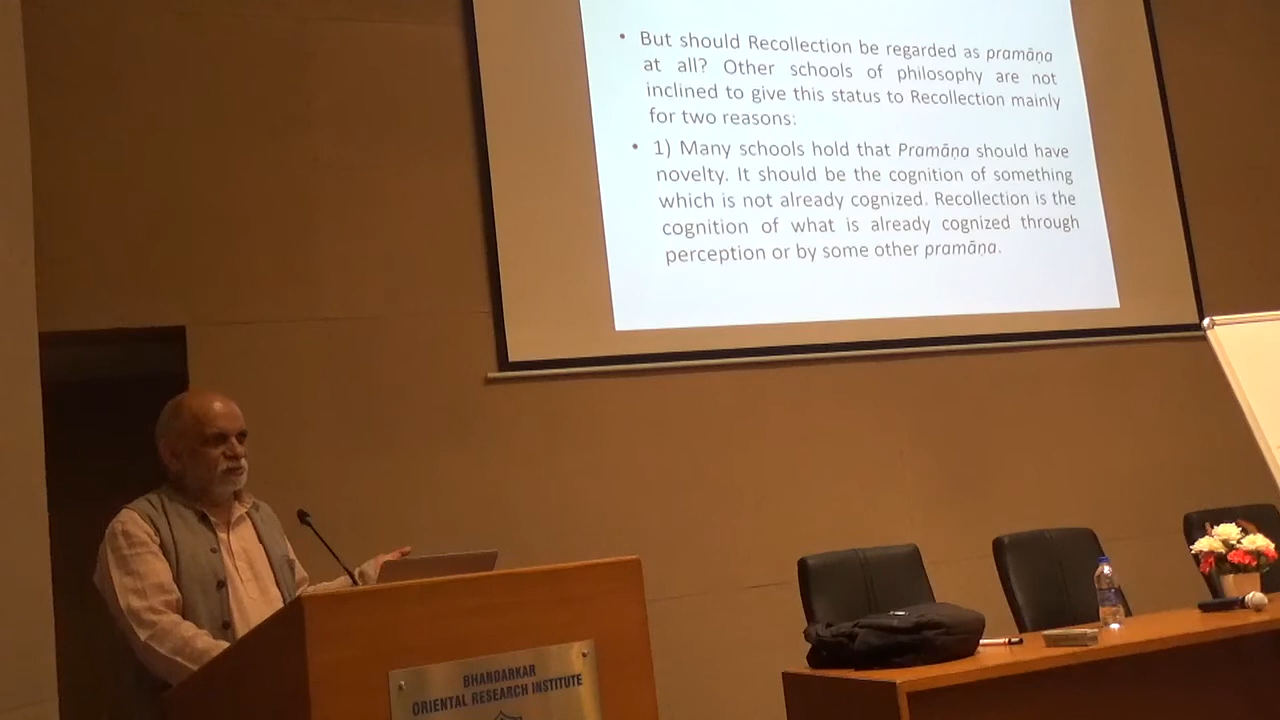 • But should Recollection be regarded as pramāṇa
at all? Other schools of philosophy are not
inclined to give this status to Recollection mainly
for two reasons:
• 1) Many schools hold that Pramāṇa should have
novelty. It should be the cognition of something
which is not already cognized. Recollection is the
cognition of what is already cognized through
perception or by some other pramāṇa.
BHANDARKAR
ORIENTAL RESEARCH INSTITUTE